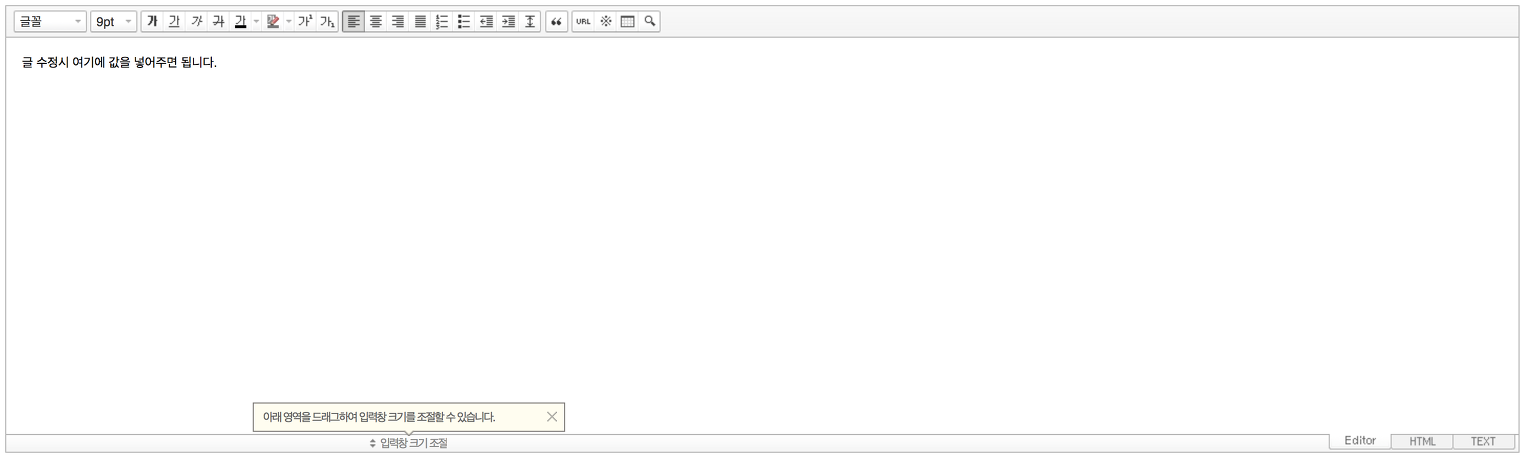 글꼴 9pt 가 가 가 가 가 가¹ 가₁ URL
글 수정시 여기에 값을 넣어주면 됩니다.
아래 영역을 드래그하여 입력창 크기를 조절할 수 있습니다.
입력창 크기 조절
Editor HTML TEXT